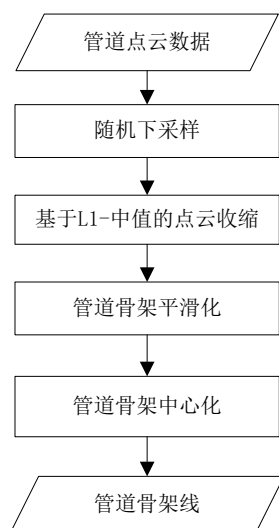 管道点云数据
随机下采样
基于L1-中值的点云收缩
管道骨架平滑化
管道骨架中心化
管道骨架线